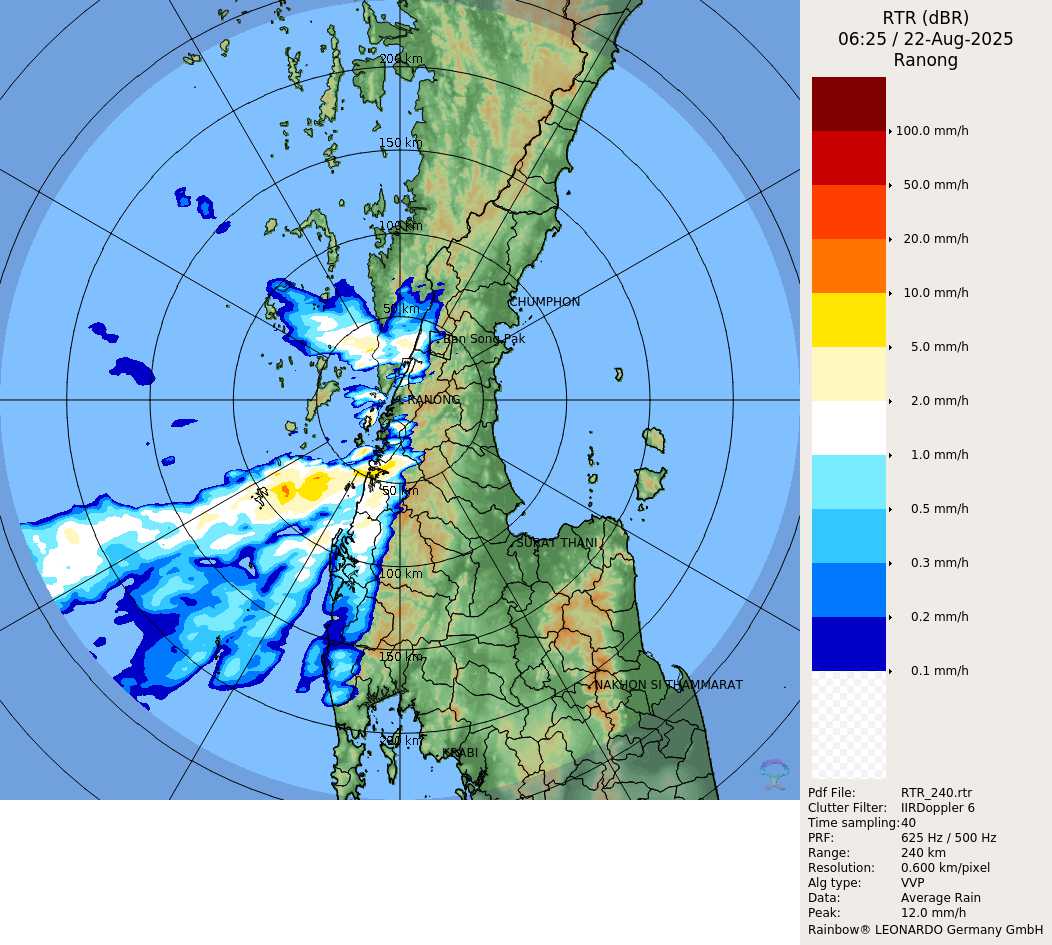 RTR (dBR)
06:25 / 22-Aug-2025
Ranong
100.0 mm/h
50.0 mm/h
20.0 mm/h
10.0 mm/h
5.0 mm/h
2.0 mm/h
1.0 mm/h
0.5 mm/h
0.3 mm/h
0.2 mm/h
0.1 mm/h
200 km
150 km
100 km
50 km
CHUMPHON
Ban Song Pak
RANONG
50 km
SURAT THANI
100 km
150 km
NAKHON SI THAMMARAT
200 km
KRABI
Pdf File: RTR_240.rtr
Clutter Filter: IIRDoppler 6
Time sampling:40
PRF: 625 Hz / 500 Hz
Range: 240 km
Resolution: 0.600 km/pixel
Alg type: VVP
Data: Average Rain
Peak: 12.0 mm/h
Rainbow® LEONARDO Germany GmbH